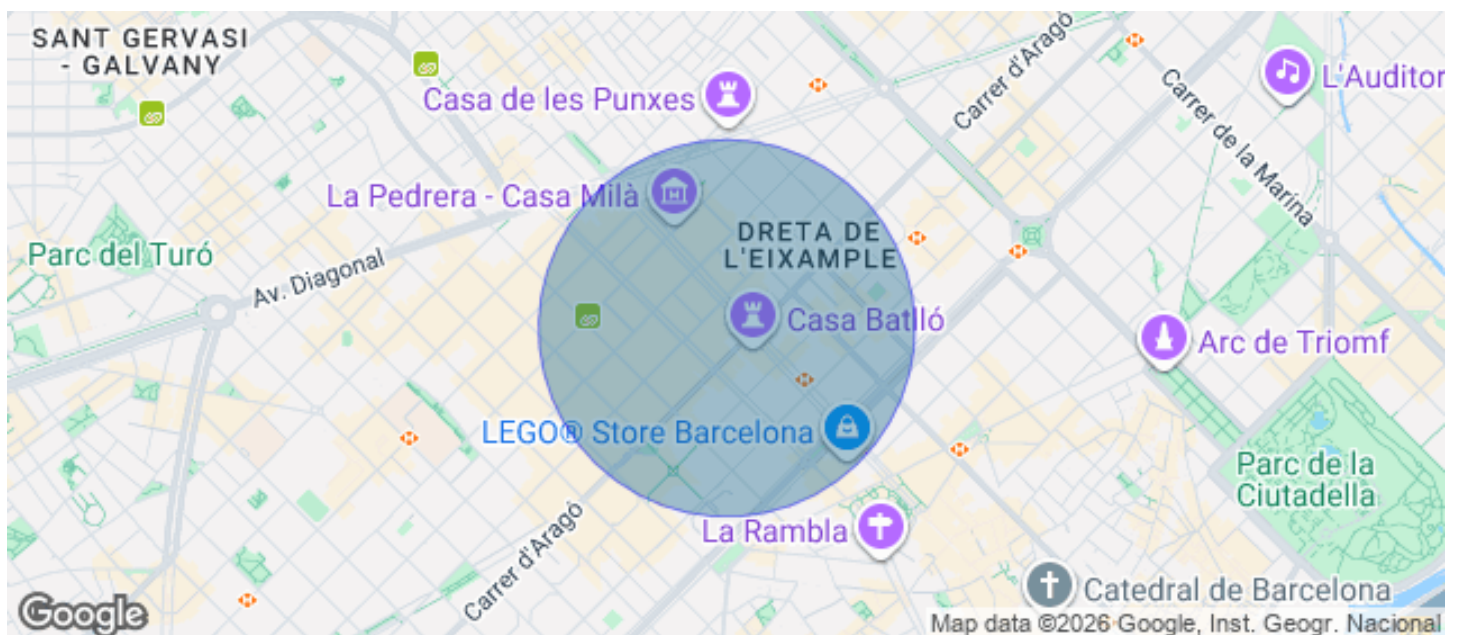 SANT GERVASI
- GALVANY
Casa de les Punxes
Carrer d'Aragó
L'Auditor
Carrer de la Marina
La Pedrera - Casa Milà
DRETA DE
L'EIXAMPLE
Parc del Turó
Av. Diagonal
Casa Batlló
Arc de Triomf
LEGO® Store Barcelona
Parc de la
Ciutadella
La Rambla
Carrer d'Aragó
Catedral de Barcelona
Google
Map data ©2026 Google, Inst. Geogr. Nacional